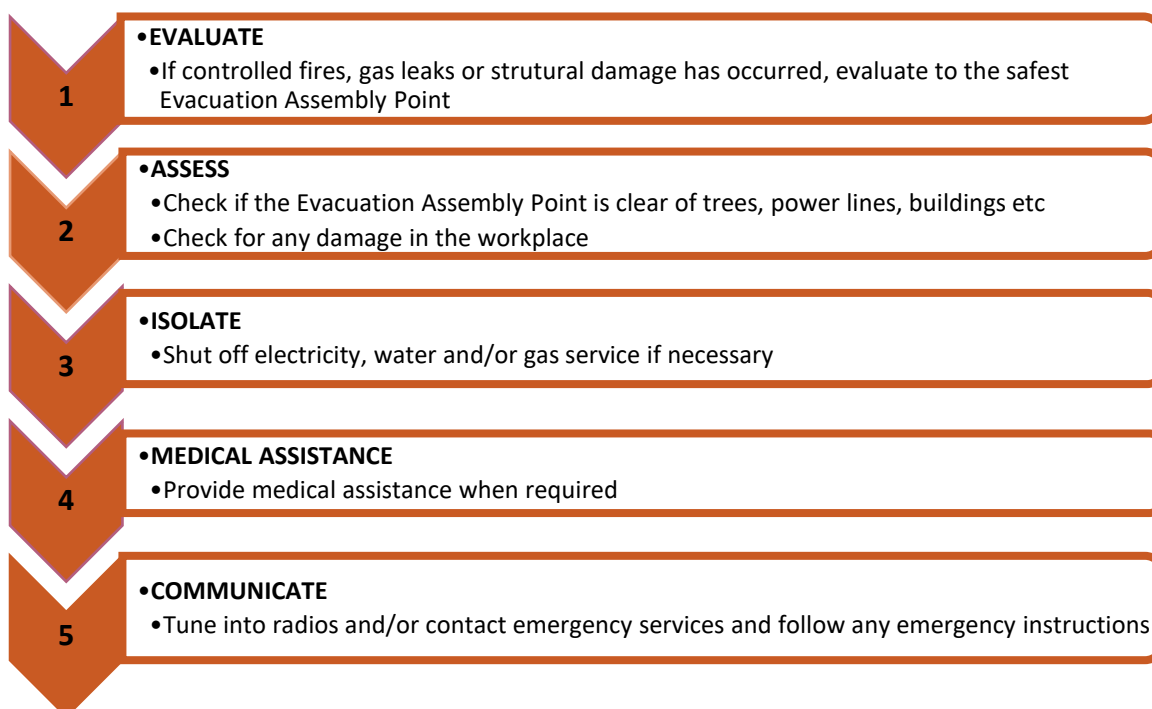 1
•EVALUATE
•If controlled fires, gas leaks or strutural damage has occurred, evaluate to the safest
Evacuation Assembly Point
2
•ASSESS
•Check if the Evacuation Assembly Point is clear of trees, power lines, buildings etc
•Check for any damage in the workplace
3
•ISOLATE
•Shut off electricity, water and/or gas service if necessary
4
•MEDICAL ASSISTANCE
•Provide medical assistance when required
5
•COMMUNICATE
•Tune into radios and/or contact emergency services and follow any emergency instructions